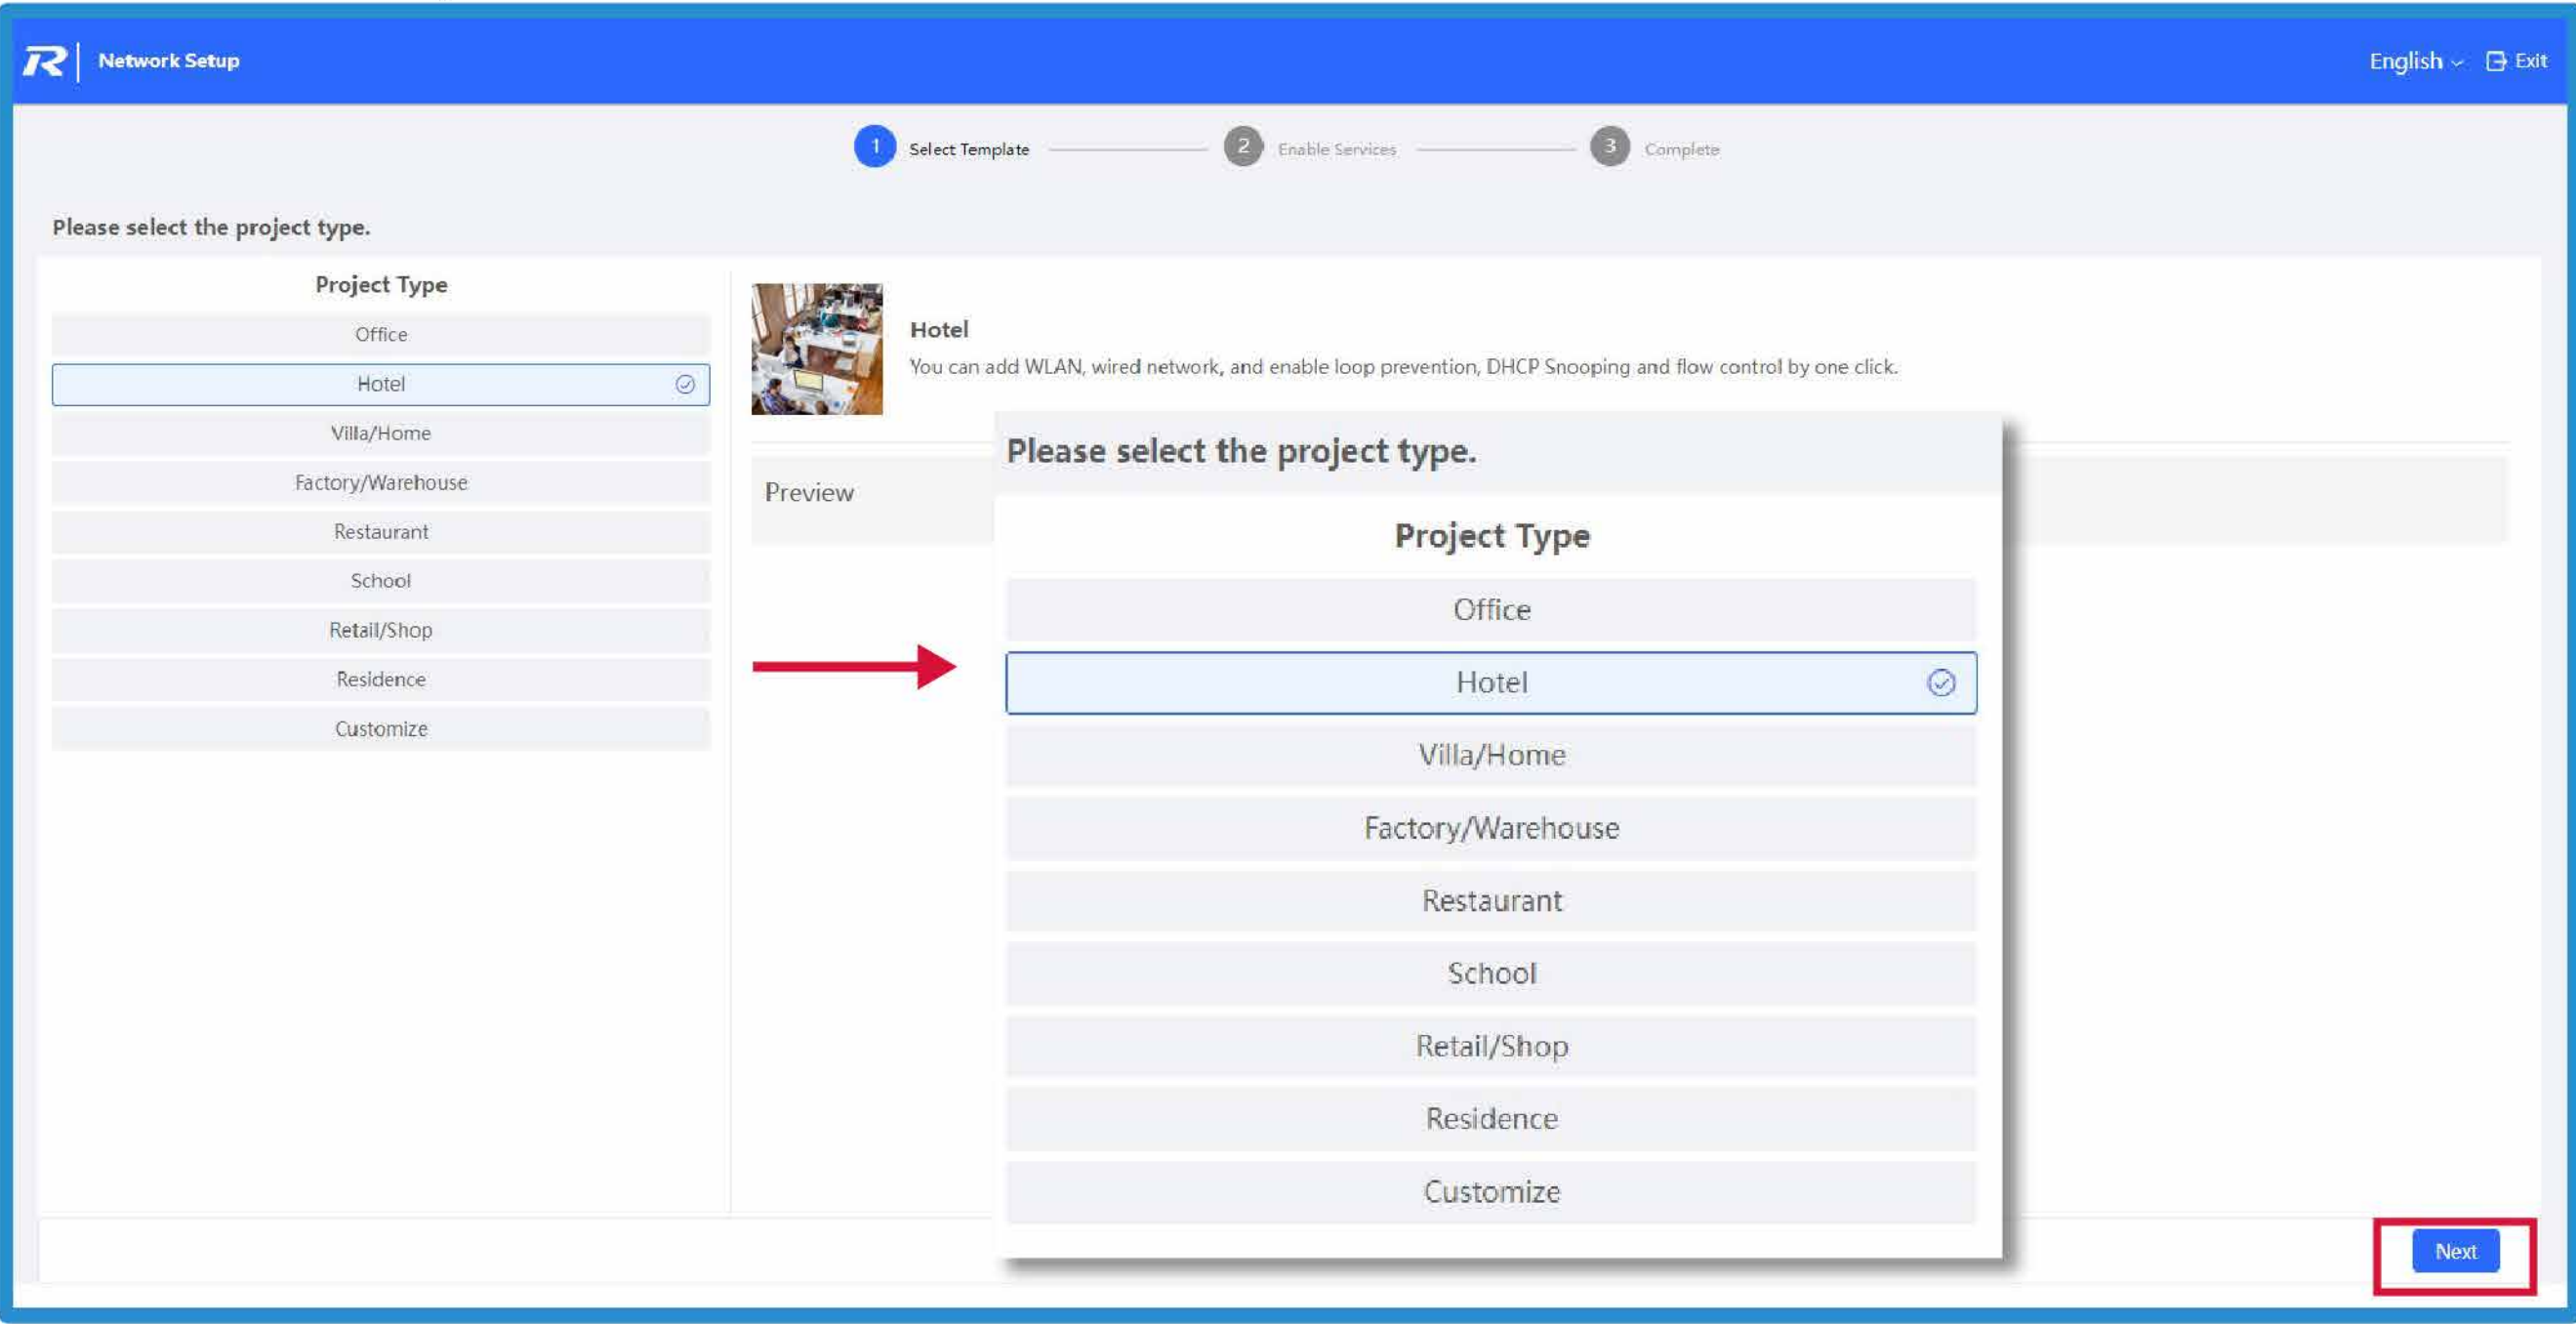 R Network Setup
English Exit
1 Select Template 2 Enable Services 3 Complete
Please select the project type.
Project Type
Office
Hotel
Villa/Home
Factory/Warehouse
Restaurant
School
Retail/Shop
Residence
Customize
Hotel
You can add WLAN, wired network, and enable loop prevention, DHCP Snooping and flow control by one click.
Preview
Please select the project type.
Project Type
Office
Hotel
Villa/Home
Factory/Warehouse
Restaurant
School
Retail/Shop
Residence
Customize
Next